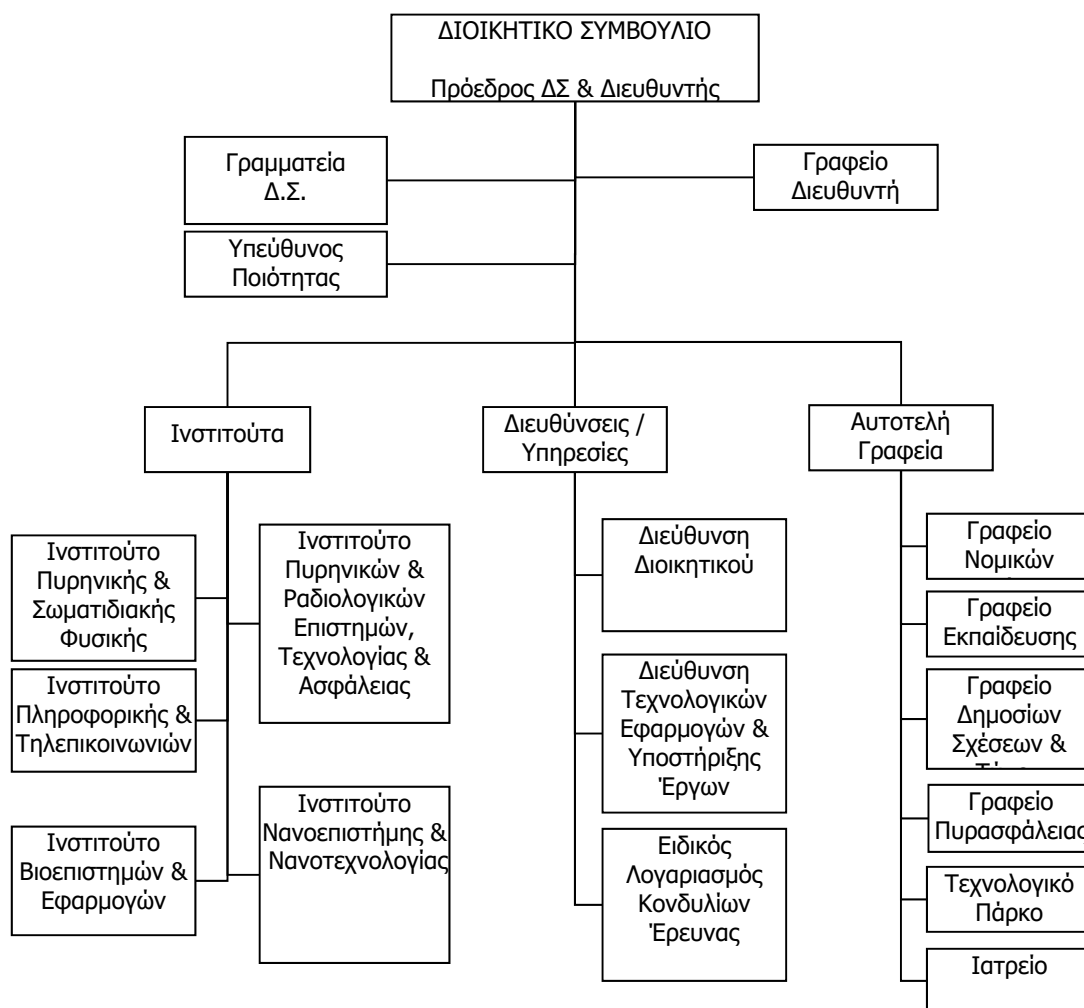 ΔΙΟΙΚΗΤΙΚΟ ΣΥΜΒΟΥΛΙΟ
Πρόεδρος ΔΣ & Διευθυντής
Γραμματεία
Δ.Σ.
Γραφείο
Διευθυντή
Υπεύθυνος
Ποιότητας
Ινστιτούτα
Διευθύνσεις /
Υπηρεσίες
Αυτοτελή
Γραφεία
Ινστιτούτο
Πυρηνικής &
Σωματιδιακής
Φυσικής
Ινστιτούτο
Πυρηνικών &
Ραδιολογικών
Επιστημών,
Τεχνολογίας &
Ασφάλειας
Ινστιτούτο
Πληροφορικής &
Τηλεπικοινωνιών
Ινστιτούτο
Νανοεπιστήμης &
Νανοτεχνολογίας
Ινστιτούτο
Βιοεπιστημών &
Εφαρμογών
Διεύθυνση
Διοικητικού
Διεύθυνση
Τεχνολογικών
Εφαρμογών &
Υποστήριξης
Έργων
Ειδικός
Λογαριασμός
Κονδυλίων
Έρευνας
Γραφείο
Νομικών
Γραφείο
Εκπαίδευσης
Γραφείο
Δημοσίων
Σχέσεων &
Γραφείο
Πυρασφάλειας
Τεχνολογικό
Πάρκο
Ιατρείο